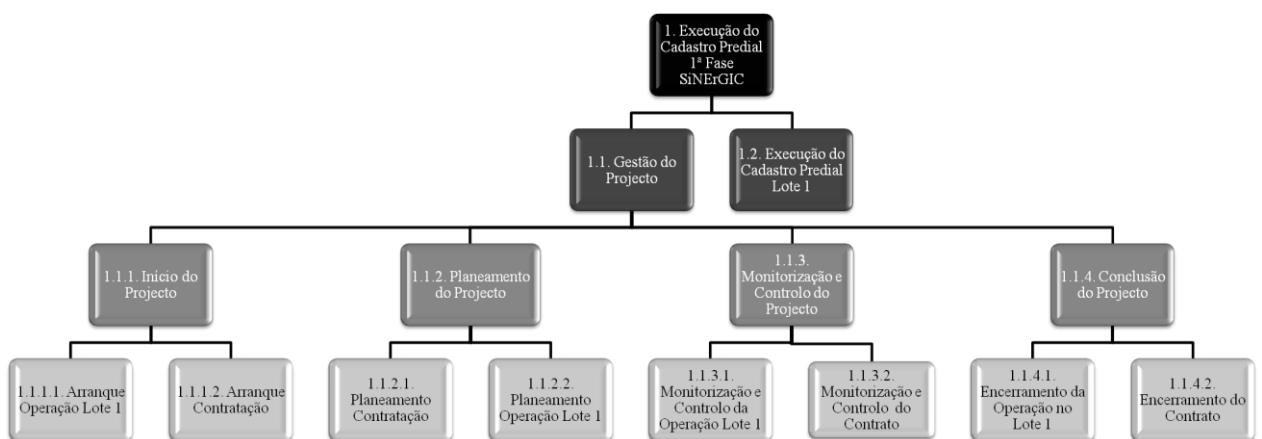 1. Execução do
Cadastro Predial
1ª Fase
SiNErGIC
1.1. Gestão do
Projecto
1.2. Execução do
Cadastro Predial
Lote 1
1.1.1. Início do
Projecto
1.1.2. Planeamento
do Projecto
1.1.3.
Monitorização e
Controlo do
Projecto
1.1.4. Conclusão
do Projecto
1.1.1.1. Arranque
Operação Lote 1
1.1.1.2. Arranque
Contratação
1.1.2.1.
Planeamento
Contratação
1.1.2.2.
Planeamento
Operação Lote 1
1.1.3.1.
Monitorização e
Controlo da
Operação Lote 1
1.1.3.2.
Monitorização e
Controlo do
Contrato
1.1.4.1.
Encerramento da
Operação no
Lote 1
1.1.4.2.
Encerramento do
Contrato